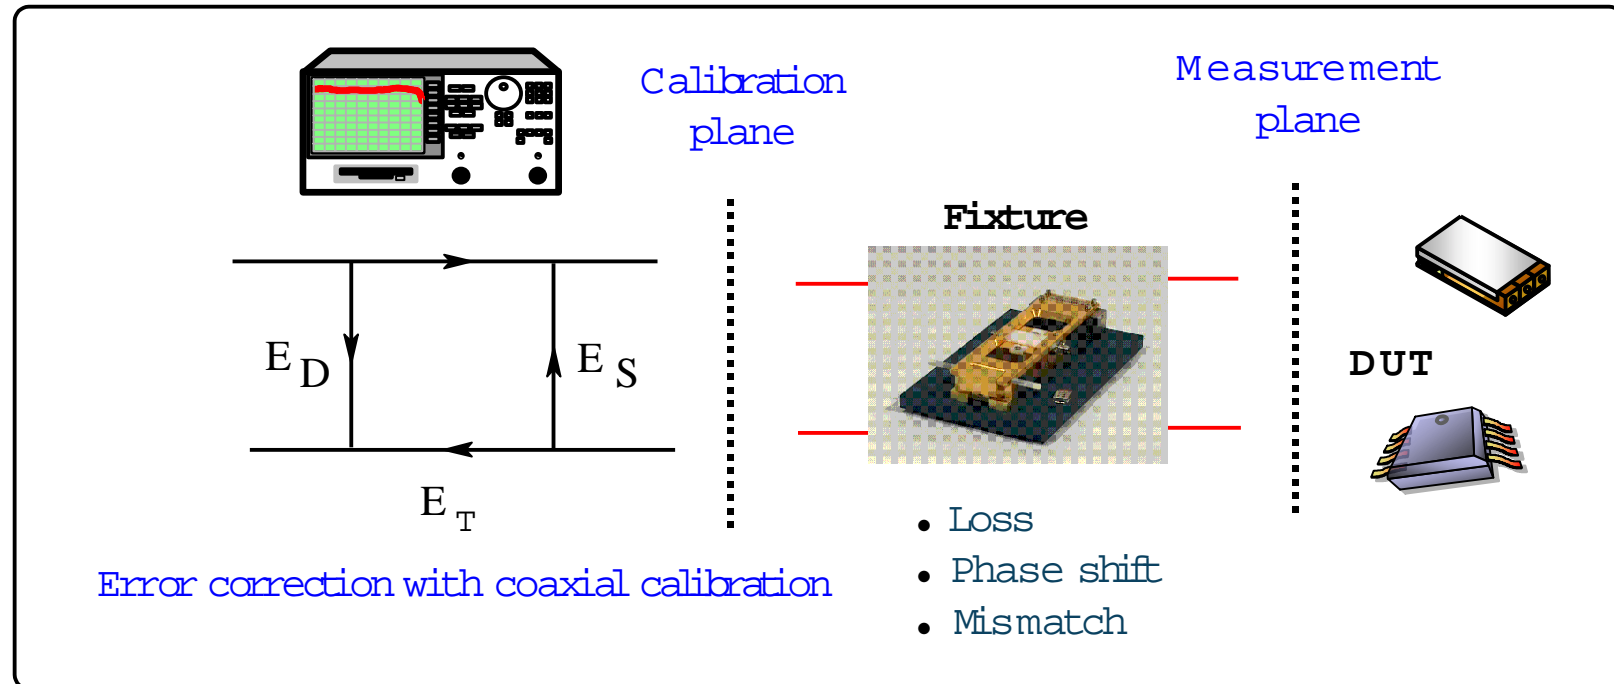 Calibration
plane
Measurement
plane
Fixture
E D
E S
E T
DUT
Error correction with coaxial calibration
• Loss
• Phase shift
• Mismatch